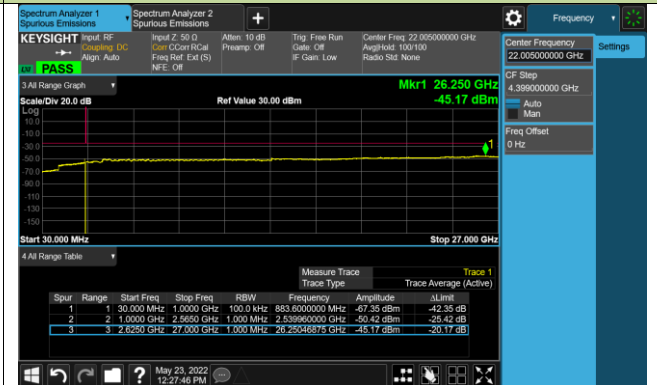 Spectrum Analyzer 1
Spurious Emissions
Spectrum Analyzer 2
Spurious Emissions
Frequency
KEYSIGHT
Input: RF
Coupling: DC
Align: Auto
Input Z: 50 Ω
Corr CCorr RCal
Freq Ref: Ext (S)
NFE: Off
Atten: 10 dB
Preamp: Off
Trig: Free Run
Gate: Off
IF Gain: Low
Center Freq: 22.005000000 GHz
Avg|Hold: 100/100
Radio Std: None
PASS
3 All Range Graph
Mkr1 26.250 GHz
Scale/Div 20.0 dB
Ref Value 30.00 dBm
-45.17 dBm
Log
10.0
-10.0
-30.0
-50.0
-70.0
-90.0
-110
-130
-150
1
Start 30.000 MHz
Stop 27.000 GHz
4 All Range Table
Measure Trace
Trace 1
Trace Type
Trace Average (Active)
Spur Range Start Freq Stop Freq RBW Frequency Amplitude ΔLimit
1 1 30.000 MHz 1.0000 GHz 100.0 kHz 883.6000000 MHz -67.35 dBm -42.35 dB
2 2 1.0000 GHz 2.5650 GHz 1.000 MHz 2.539960000 GHz -50.42 dBm -25.42 dB
3 3 2.6250 GHz 27.000 GHz 1.000 MHz 26.25046875 GHz -45.17 dBm -20.17 dB
Center Frequency
22.005000000 GHz
Settings
CF Step
4.399000000 GHz
Auto
Man
Freq Offset
0 Hz
May 23, 2022
12:27:46 PM